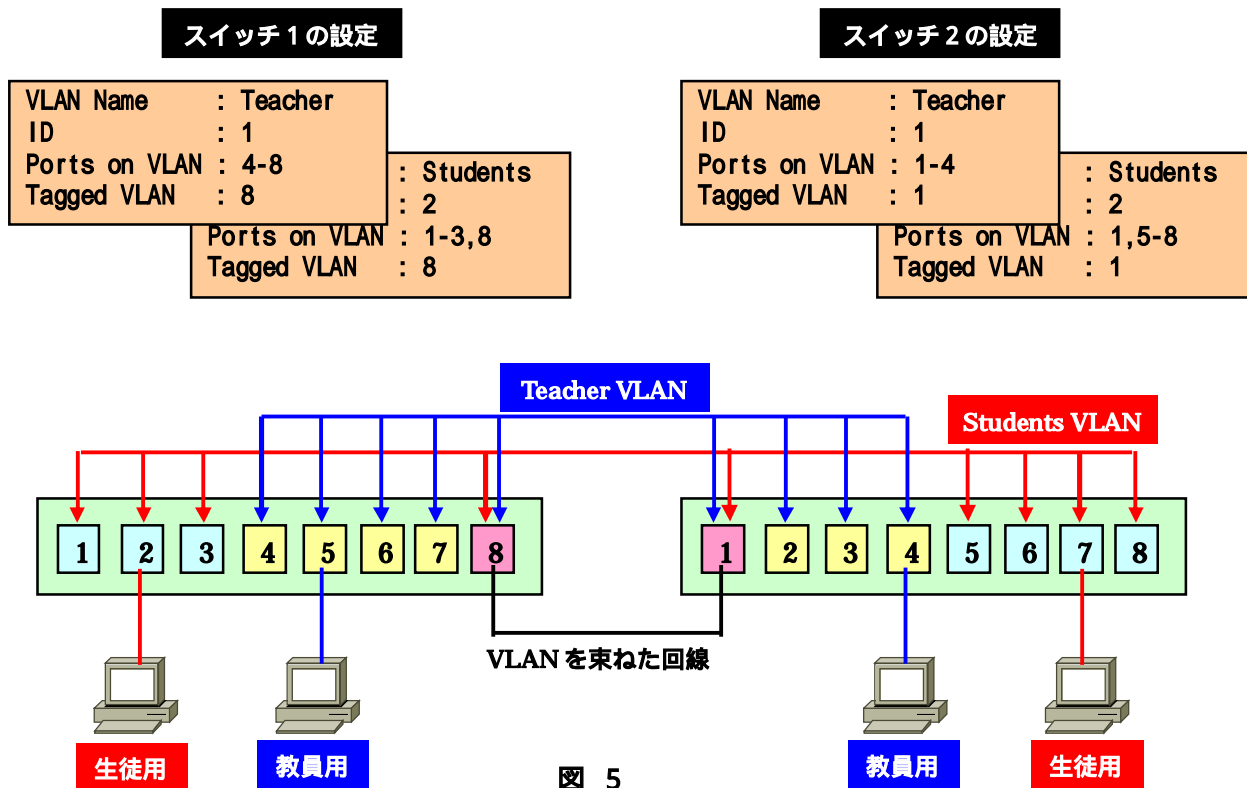 スイッチ1の設定
スイッチ2の設定
VLAN Name : Teacher
ID : 1
Ports on VLAN : 4-8
Tagged VLAN : 8
: Students
: 2
Ports on VLAN : 1-3,8
Tagged VLAN : 8
VLAN Name : Teacher
ID : 1
Ports on VLAN : 1-4
Tagged VLAN : 1
: Students
: 2
Ports on VLAN : 1,5-8
Tagged VLAN : 1
Teacher VLAN
Students VLAN
1 2 3 4 5 6 7 8
1 2 3 4 5 6 7 8
VLANを束ねた回線
生徒用
教員用
教員用
生徒用
図 5